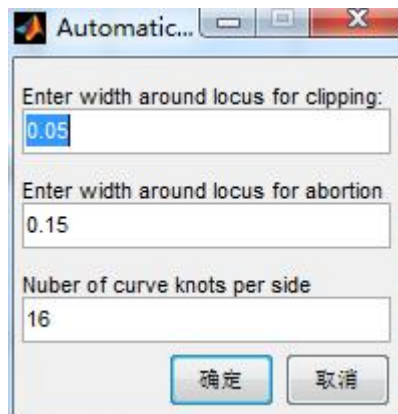 Automatic...
Enter width around locus for clipping:
0.05
Enter width around locus for abortion
0.15
Nuber of curve knots per side
16
确定 取消